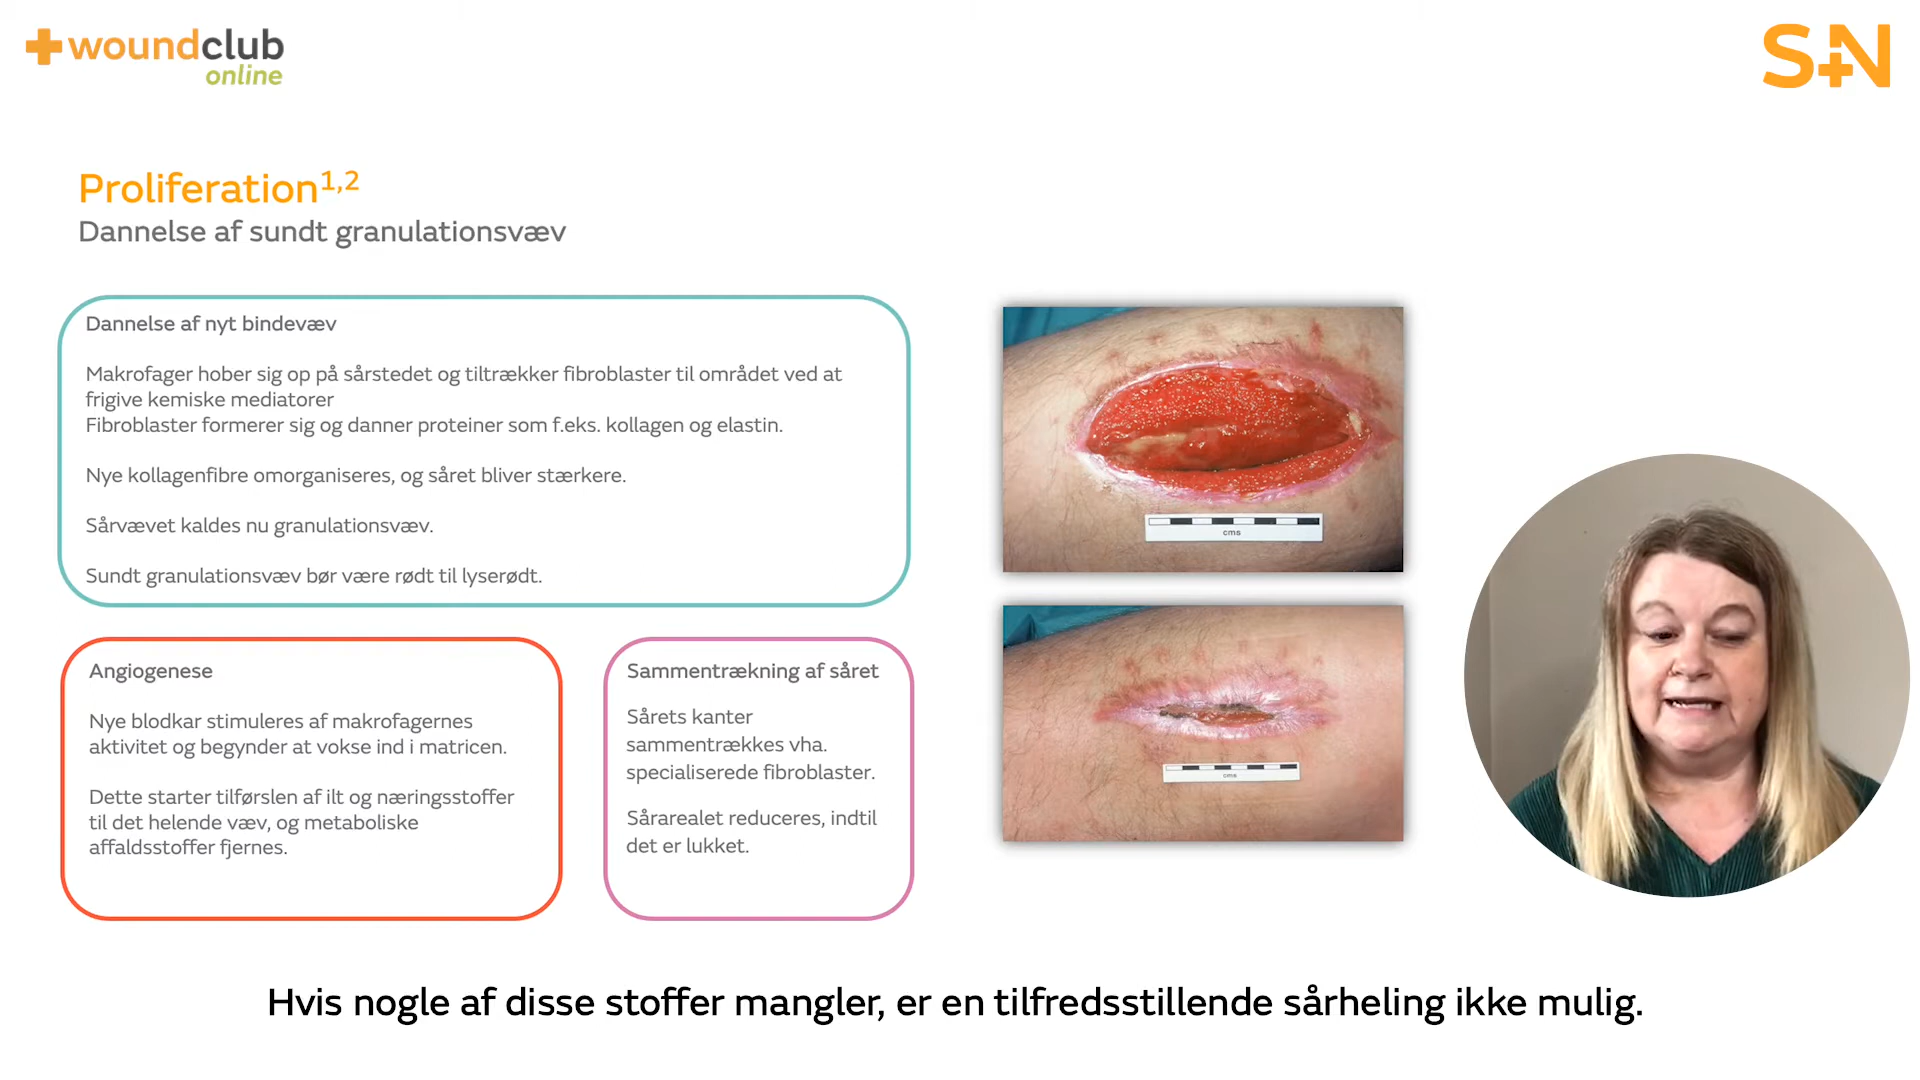 woundclub
online
S+N
Proliferation1,2
Dannelse af sundt granulationsvæv
Dannelse af nyt bindevæv
Makrofager hober sig op på sårstedet og tiltrækker fibroblaster til området ved at
frigive kemiske mediatorer
Fibroblaster formerer sig og danner proteiner som f.eks. kollagen og elastin.
Nye kollagenfibre omorganiseres, og såret bliver stærkere.
Sårvævet kaldes nu granulationsvæv.
Sundt granulationsvæv bør være rødt til lyserødt.
cms
cms
Angiogenese
Nye blodkar stimuleres af makrofagernes
aktivitet og begynder at vokse ind i matricen.
Dette starter tilførslen af ilt og næringsstoffer
til det helende væv, og metaboliske
affaldsstoffer fjernes.
Sammentrækning af såret
Sårets kanter
sammentrækkes vha.
specialiserede fibroblaster.
Sårarealet reduceres, indtil
det er lukket.
Hvis nogle af disse stoffer mangler, er en tilfredsstillende sårheling ikke mulig.